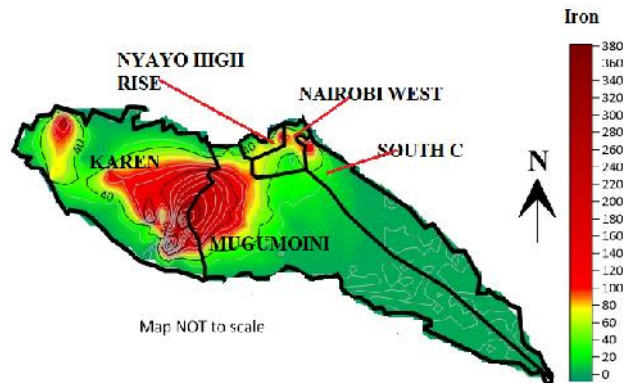 Iron
NYAYO HIGH
RISE
NAIROBI WEST
SOUTH C
KAREN
MUGUMOINI
N
Map NOT to scale
40
40
40
380
360
340
320
300
280
260
240
220
200
180
160
140
120
100
80
60
40
20
0